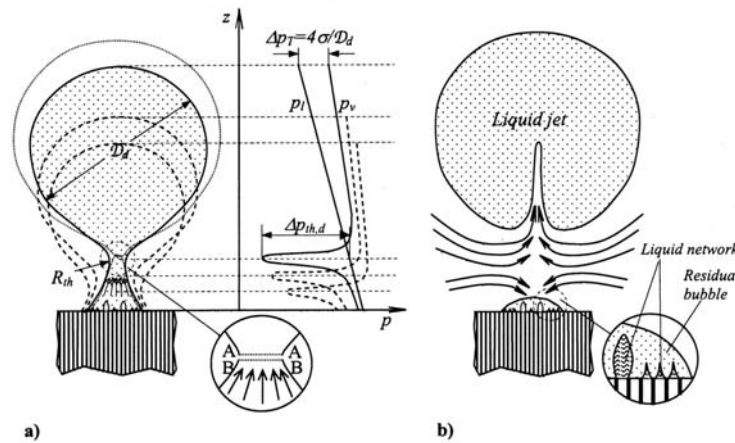 z
Δp_T=4σ/D_d
p_l
p_v
D_d
Δp_th,d
R_th
p
A A
B B
a)
Liquid jet
Liquid network
Residual
bubble
b)